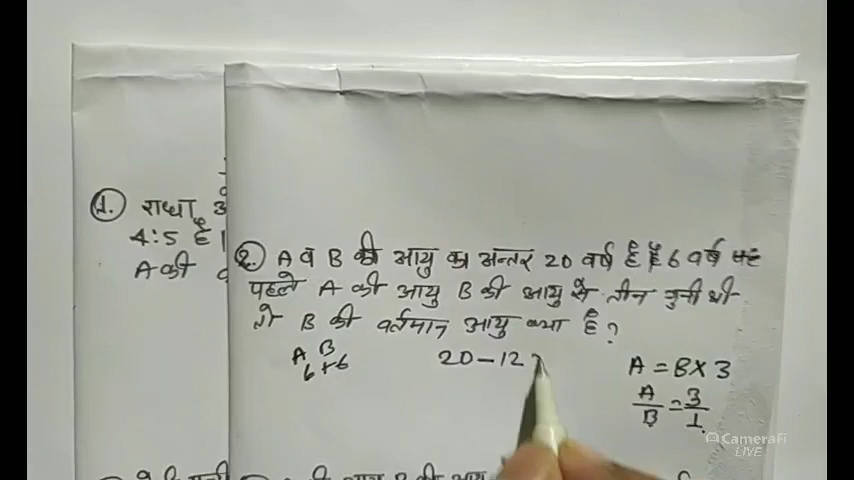 1. राधा
4:5 है।
A की
2. A व B की आयु का अन्तर 20 वर्ष है 6 वर्ष
पहले A की आयु B की आयु से तीन गुनी थी
तो B की वर्तमान आयु क्या है?
A B
6+6
20-12
A = B× 3
A/B = 3/1
CameraFi
LIVE